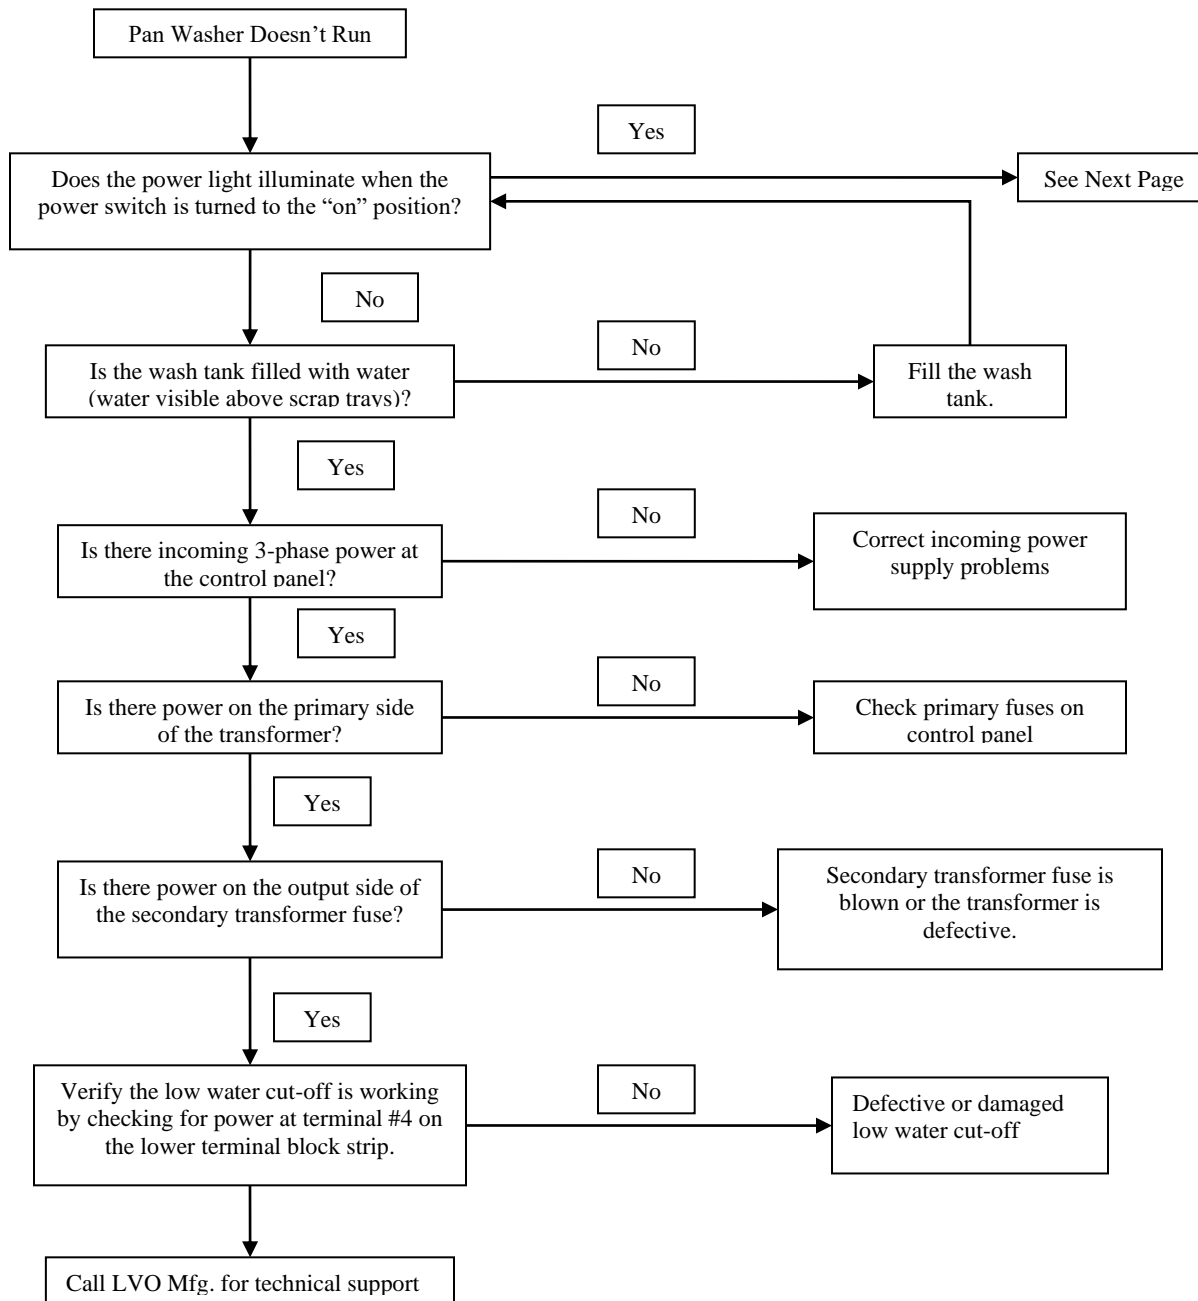 Pan Washer Doesn’t Run
Yes
Does the power light illuminate when the
power switch is turned to the “on” position?
See Next Page
No
No
Is the wash tank filled with water
(water visible above scrap trays)?
Fill the wash
tank.
Yes
No
Is there incoming 3-phase power at
the control panel?
Correct incoming power
supply problems
Yes
No
Is there power on the primary side
of the transformer?
Check primary fuses on
control panel
Yes
No
Is there power on the output side of
the secondary transformer fuse?
Secondary transformer fuse is
blown or the transformer is
defective.
Yes
No
Verify the low water cut-off is working
by checking for power at terminal #4 on
the lower terminal block strip.
Defective or damaged
low water cut-off
Call LVO Mfg. for technical support